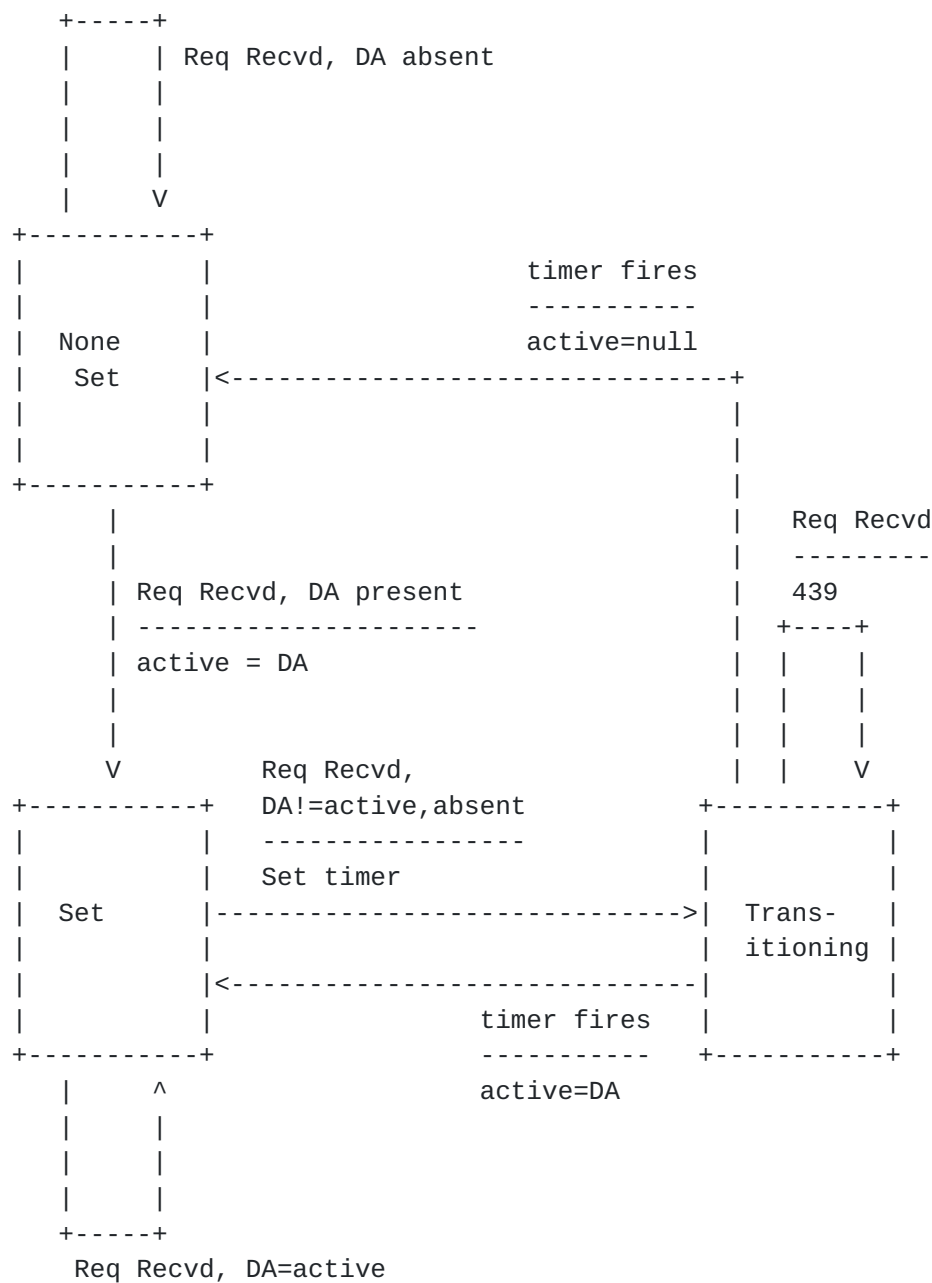 Req Recvd, DA absent
timer fires
-----------
None
active=null
Set
Req Recvd
---------
Req Recvd, DA present
439
----------------------
active = DA
Req Recvd,
DA!=active,absent
-----------------
Set timer
Set
Trans-
itioning
timer fires
-----------
active=DA
Req Recvd, DA=active